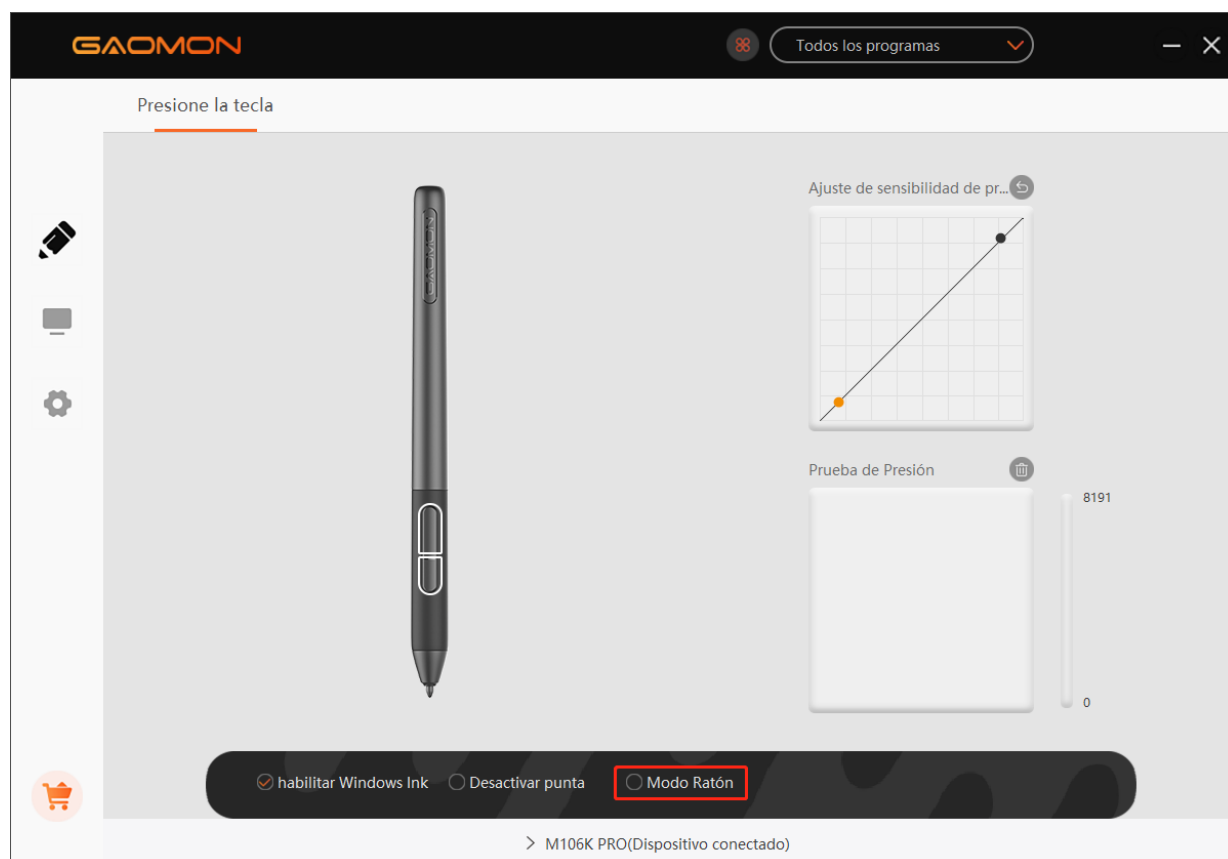 GAOMON
Todos los programas
Presione la tecla
Ajuste de sensibilidad de pr...
GAOMON
Prueba de Presión
8191
0
habilitar Windows Ink
Desactivar punta
Modo Ratón
M106K PRO(Dispositivo conectado)